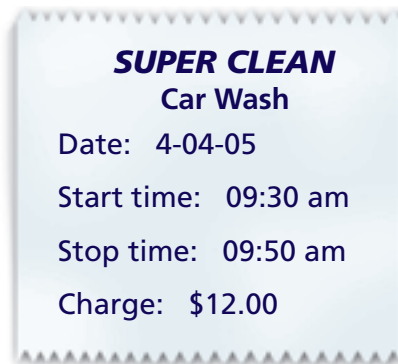 SUPER CLEAN
Car Wash
Date: 4-04-05
Start time: 09:30 am
Stop time: 09:50 am
Charge: $12.00